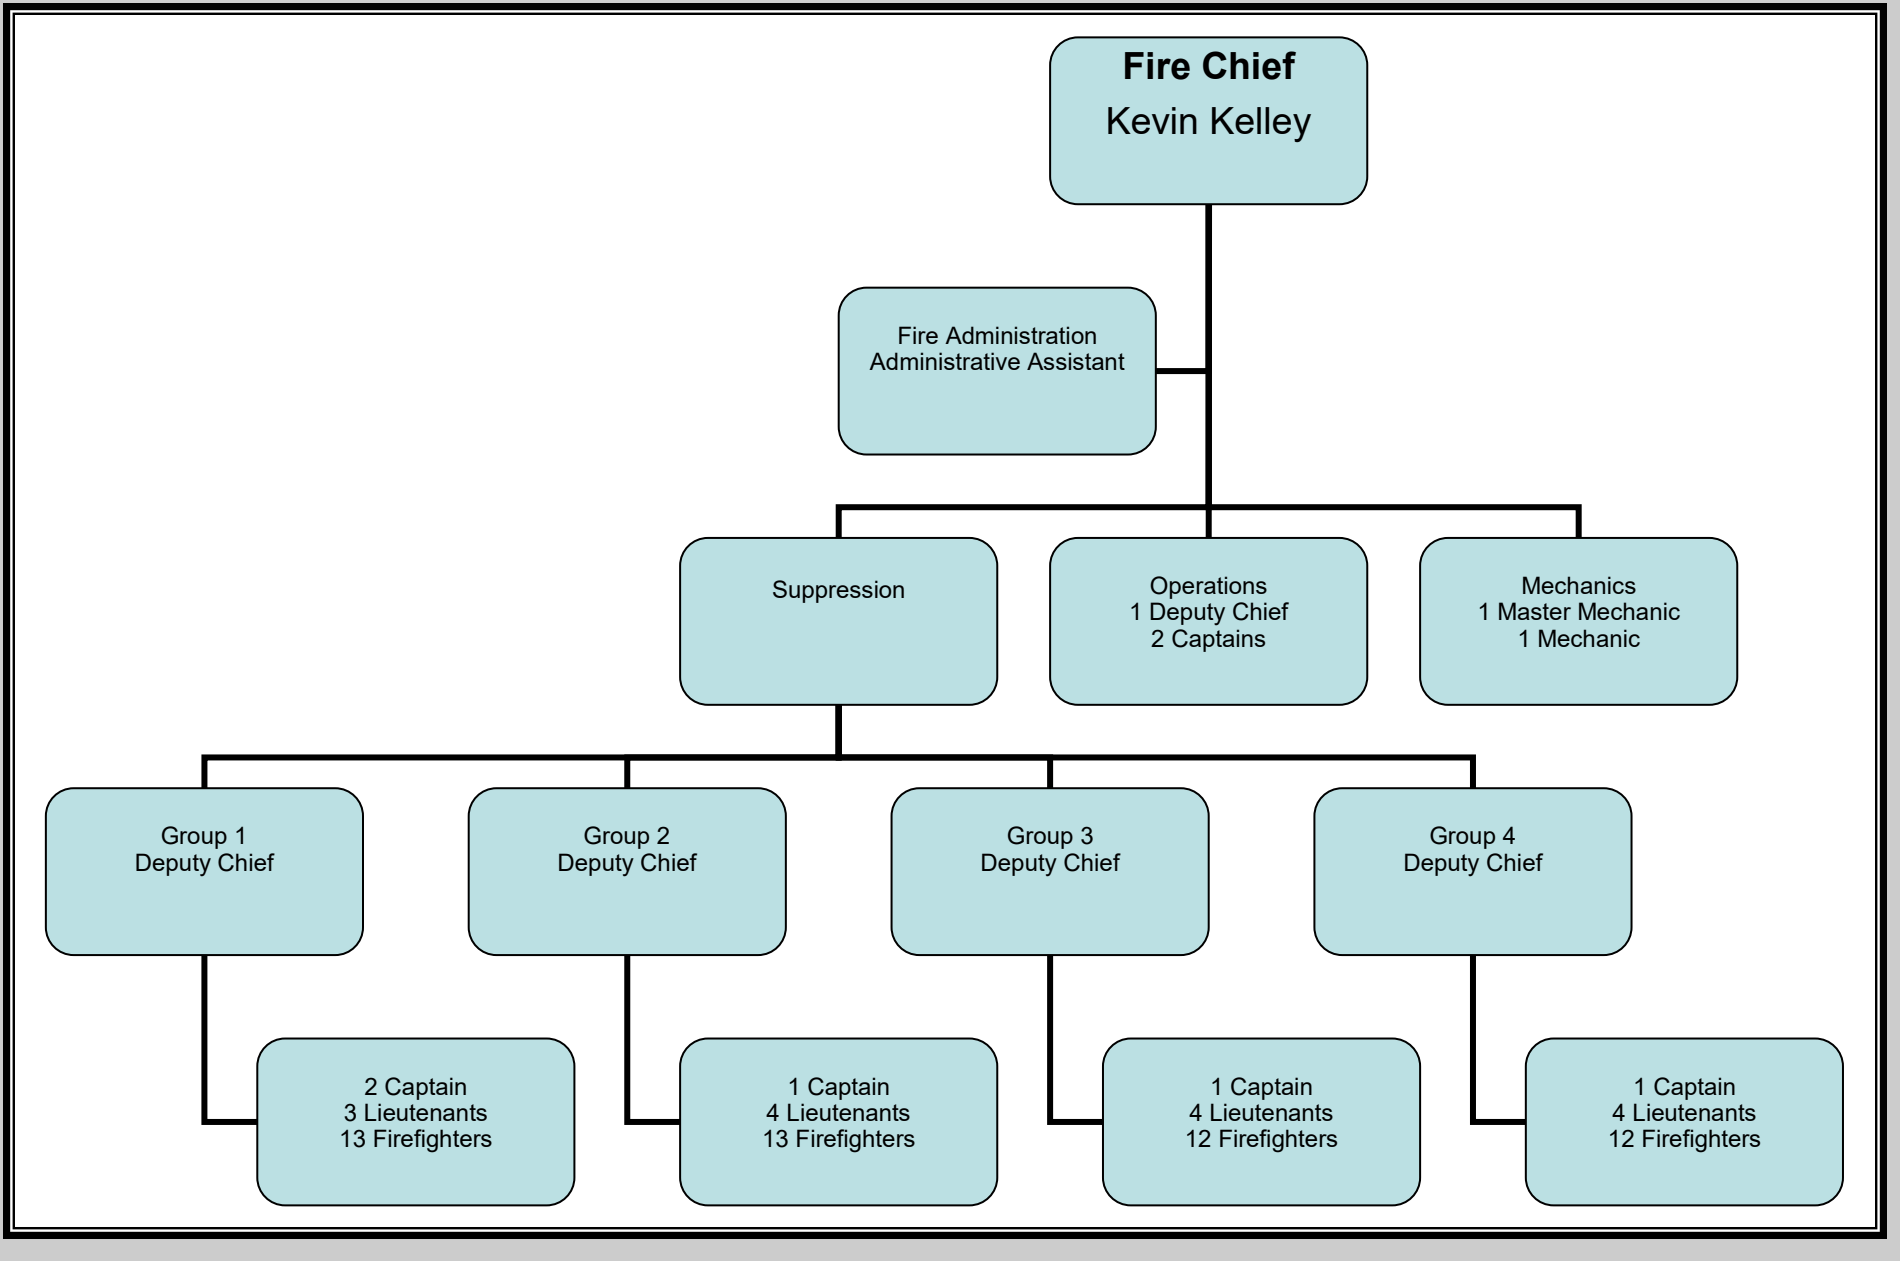 Fire Chief
Kevin Kelley
Fire Administration
Administrative Assistant
Suppression
Operations
1 Deputy Chief
2 Captains
Mechanics
1 Master Mechanic
1 Mechanic
Group 1
Deputy Chief
Group 2
Deputy Chief
Group 3
Deputy Chief
Group 4
Deputy Chief
2 Captain
3 Lieutenants
13 Firefighters
1 Captain
4 Lieutenants
13 Firefighters
1 Captain
4 Lieutenants
12 Firefighters
1 Captain
4 Lieutenants
12 Firefighters